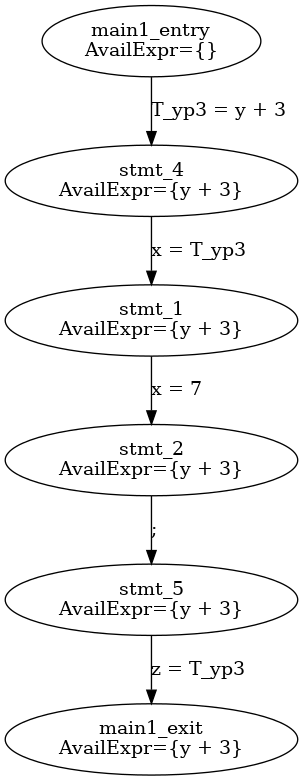 main1_entry
AvailExpr={}
T_yp3 = y + 3
stmt_4
AvailExpr={y + 3}
x = T_yp3
stmt_1
AvailExpr={y + 3}
x = 7
stmt_2
AvailExpr={y + 3}
;
stmt_5
AvailExpr={y + 3}
z = T_yp3
main1_exit
AvailExpr={y + 3}